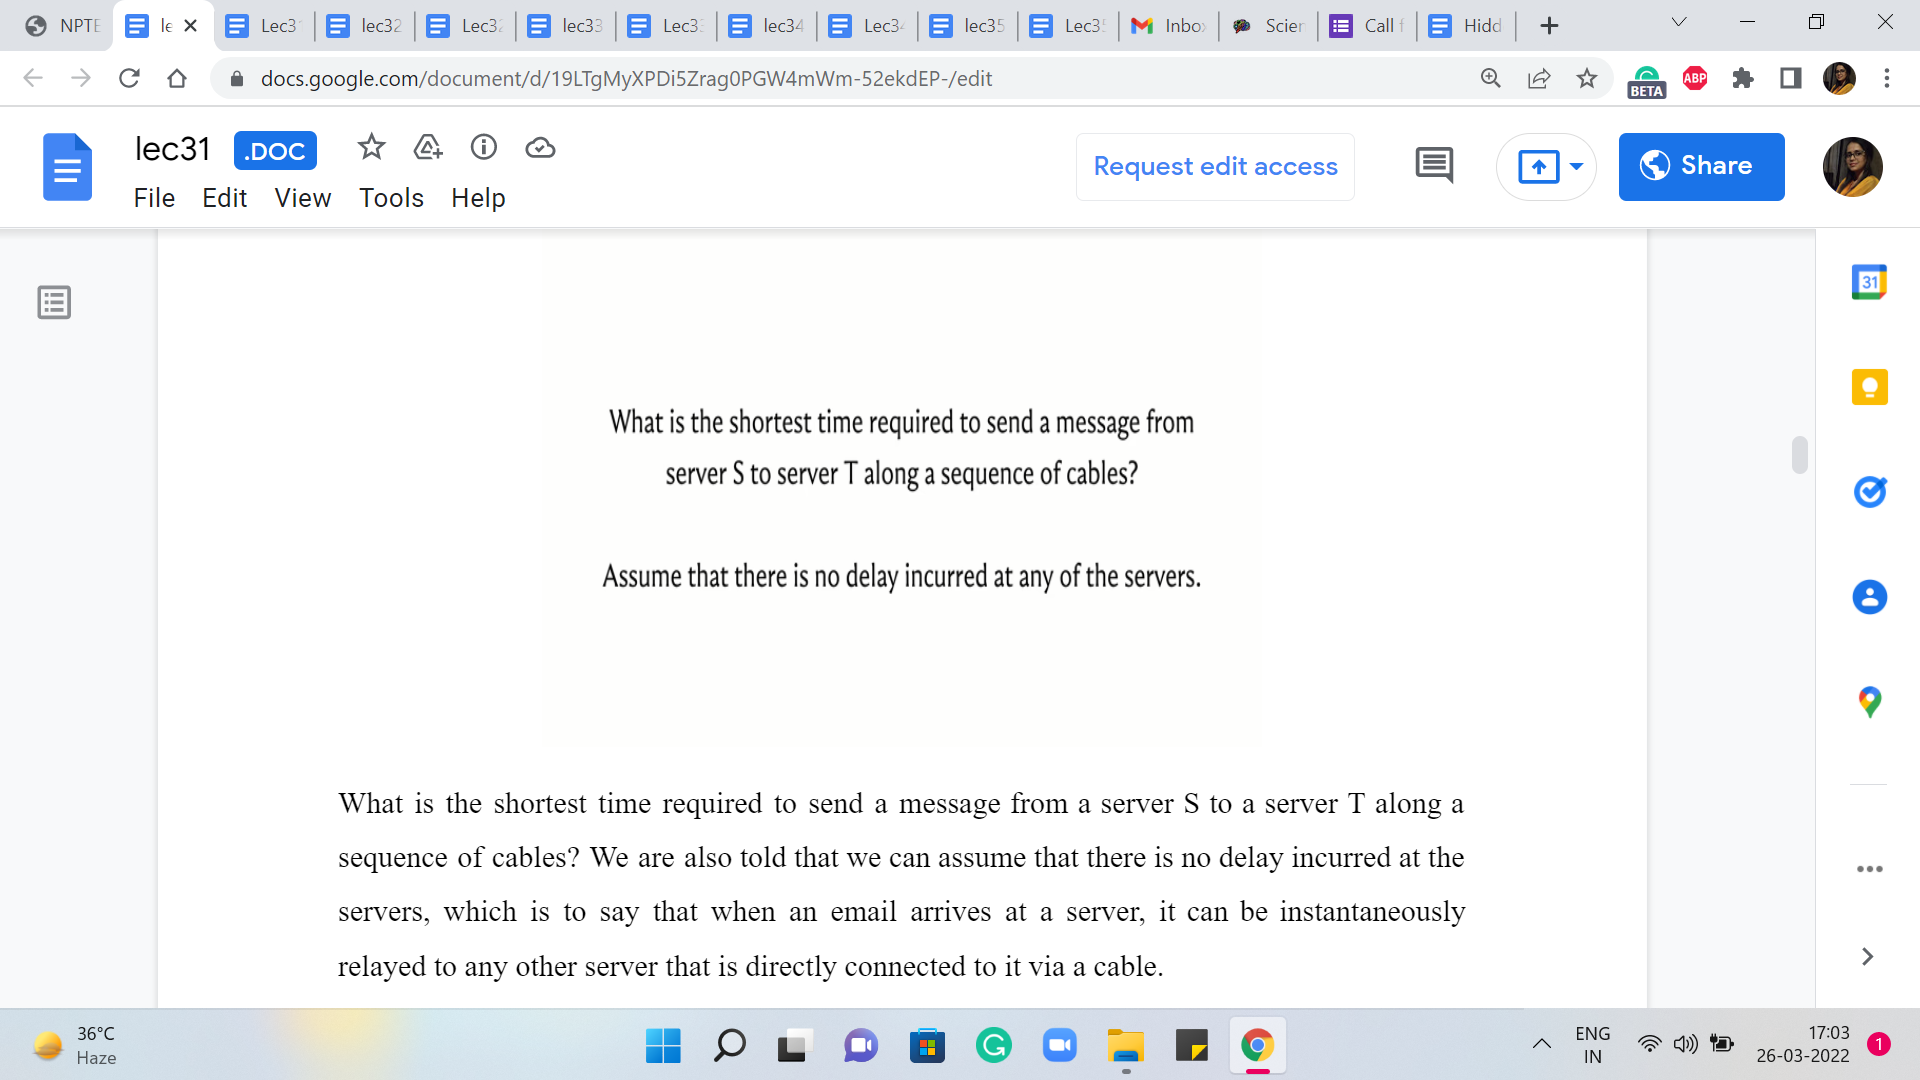 NPTE
le
Lec3
lec32
Lec3
lec33
Lec3
lec34
Lec3
lec35
Lec3
Inbo
Scien
Call f
Hidd
docs.google.com/document/d/19LTgMyXPDi5Zrag0PGW4mWm-52ekdEP-/edit
BETA
ABP
lec31 .DOC
Request edit access
Share
File Edit View Tools Help
31
What is the shortest time required to send a message from
server S to server T along a sequence of cables?
Assume that there is no delay incurred at any of the servers.
What is the shortest time required to send a message from a server S to a server T along a
sequence of cables? We are also told that we can assume that there is no delay incurred at the
servers, which is to say that when an email arrives at a server, it can be instantaneously
relayed to any other server that is directly connected to it via a cable.
36°C
Haze
ENG
IN
17:03
26-03-2022
1